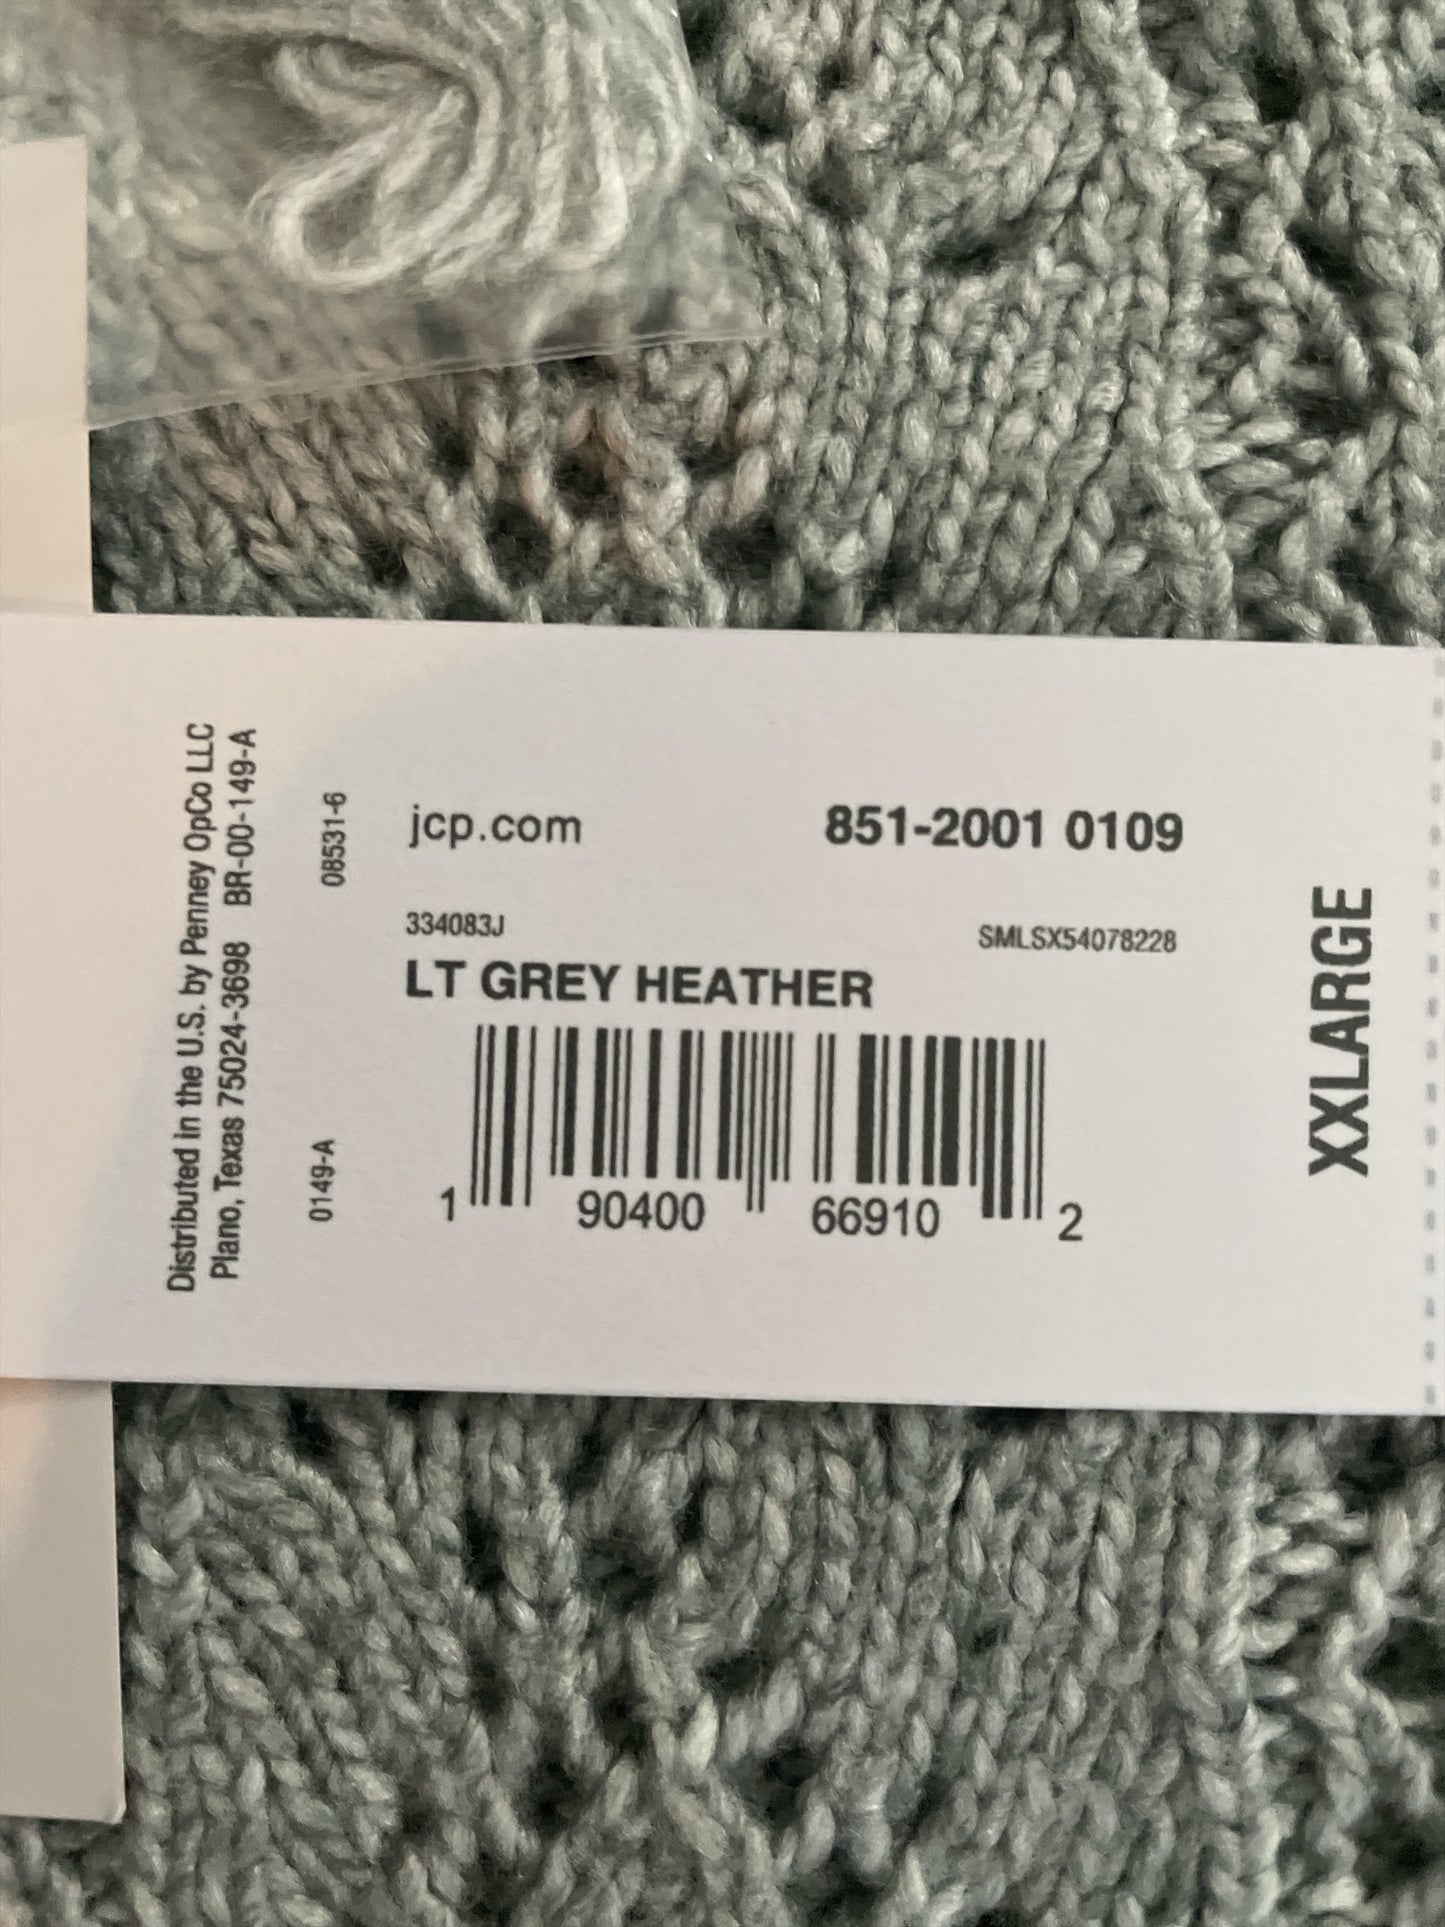 Distributed in the U.S. by Penney OpCo LLC
Plano, Texas 75024-3698 BR-00-149-A
0149-A 08531-6
jcp.com 851-2001 0109
334083J SMLSX54078228
LT GREY HEATHER
1 90400 66910 2
XXLARGE